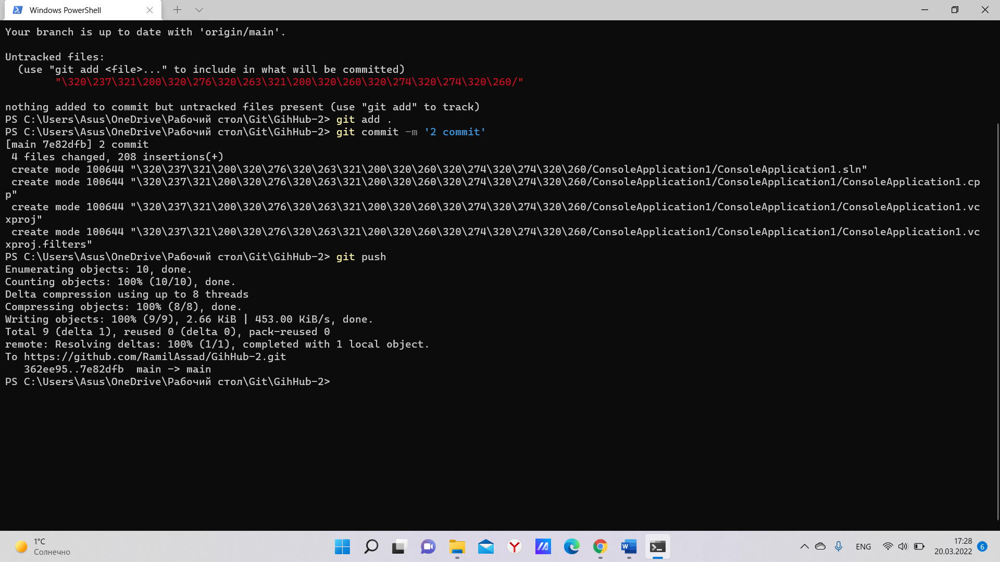 Windows PowerShell
Your branch is up to date with 'origin/main'.
Untracked files:
(use "git add <file>..." to include in what will be committed)
"\320\237\321\200\320\276\320\263\321\200\320\260\320\274\320\274\320\260/"
nothing added to commit but untracked files present (use "git add" to track)
PS C:\Users\Asus\OneDrive\Рабочий стол\Git\GihHub-2> git add .
PS C:\Users\Asus\OneDrive\Рабочий стол\Git\GihHub-2> git commit -m '2 commit'
[main 7e82dfb] 2 commit
4 files changed, 208 insertions(+)
create mode 100644 "\320\237\321\200\320\276\320\263\321\200\320\260\320\274\320\274\320\260/ConsoleApplication1/ConsoleApplication1.sln"
create mode 100644 "\320\237\321\200\320\276\320\263\321\200\320\260\320\274\320\274\320\260/ConsoleApplication1/ConsoleApplication1/ConsoleApplication1.cp
p"
create mode 100644 "\320\237\321\200\320\276\320\263\321\200\320\260\320\274\320\274\320\260/ConsoleApplication1/ConsoleApplication1/ConsoleApplication1.vc
xproj"
create mode 100644 "\320\237\321\200\320\276\320\263\321\200\320\260\320\274\320\274\320\260/ConsoleApplication1/ConsoleApplication1/ConsoleApplication1.vc
xproj.filters"
PS C:\Users\Asus\OneDrive\Рабочий стол\Git\GihHub-2> git push
Enumerating objects: 10, done.
Counting objects: 100% (10/10), done.
Delta compression using up to 8 threads
Compressing objects: 100% (8/8), done.
Writing objects: 100% (9/9), 2.66 KiB | 453.00 KiB/s, done.
Total 9 (delta 1), reused 0 (delta 0), pack-reused 0
remote: Resolving deltas: 100% (1/1), completed with 1 local object.
To https://github.com/RamilAssad/GihHub-2.git
362ee95..7e82dfb  main -> main
PS C:\Users\Asus\OneDrive\Рабочий стол\Git\GihHub-2>
1°C
Солнечно
ENG
17:28
20.03.2022
6